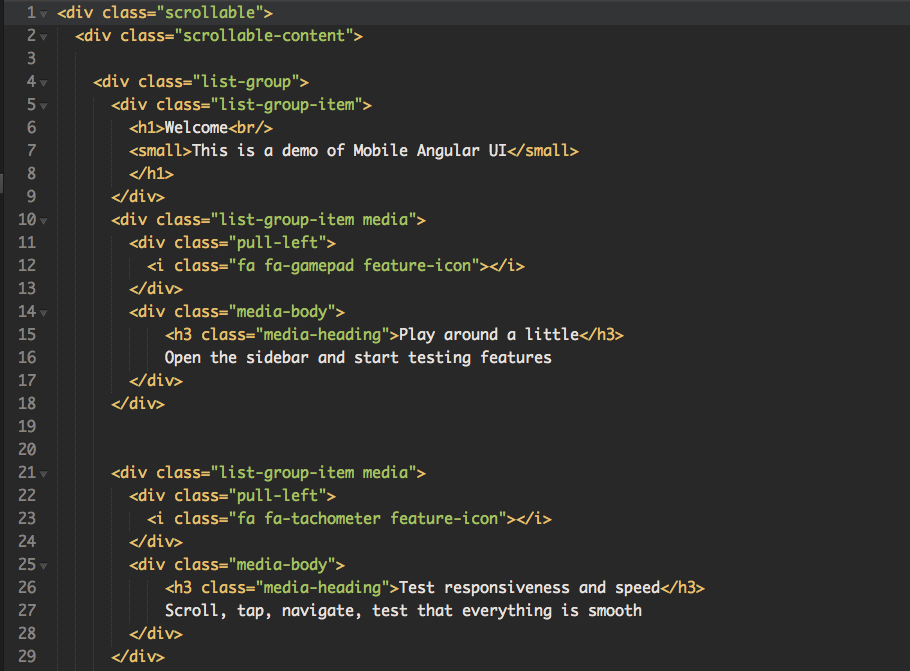 1 <div class="scrollable">
2   <div class="scrollable-content">
3
4     <div class="list-group">
5       <div class="list-group-item">
6         <h1>Welcome<br/>
7         <small>This is a demo of Mobile Angular UI</small>
8         </h1>
9       </div>
10       <div class="list-group-item media">
11         <div class="pull-left">
12           <i class="fa fa-gamepad feature-icon"></i>
13         </div>
14         <div class="media-body">
15             <h3 class="media-heading">Play around a little</h3>
16             Open the sidebar and start testing features
17         </div>
18       </div>
19
20
21       <div class="list-group-item media">
22         <div class="pull-left">
23           <i class="fa fa-tachometer feature-icon"></i>
24         </div>
25         <div class="media-body">
26             <h3 class="media-heading">Test responsiveness and speed</h3>
27             Scroll, tap, navigate, test that everything is smooth
28         </div>
29       </div>